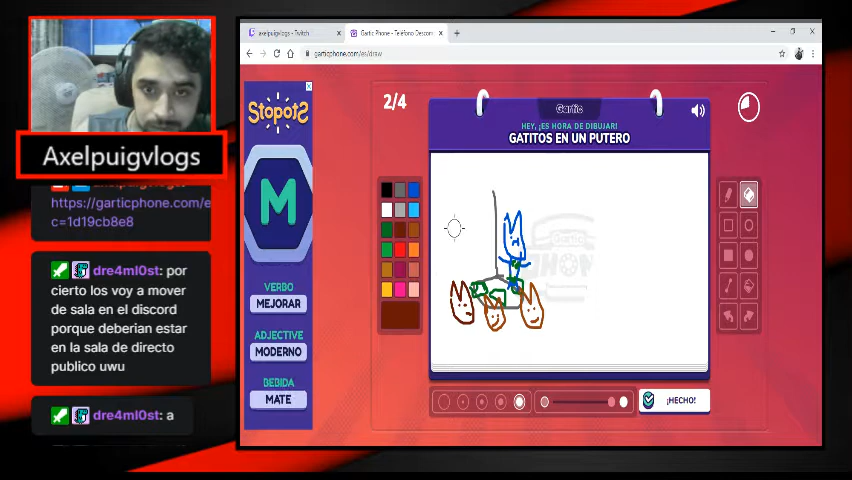 Axelpuigvlogs
https://garticphone.com/e
c=1d19cbb8e8
dre4ml0st: por
cierto los voy a mover
de sala en el discord
porque deberian estar
en la sala de directo
publico uwu
dre4ml0st: a
axelpuigvlogs - Twitch
Gartic Phone - Teléfono Descom
garticphone.com/es/draw
StopotS
M
VERBO
MEJORAR
ADJECTIVE
MODERNO
BEBIDA
MATE
2/4
Gartic
HEY, ¡ES HORA DE DIBUJAR!
GATITOS EN UN PUTERO
¡HECHO!